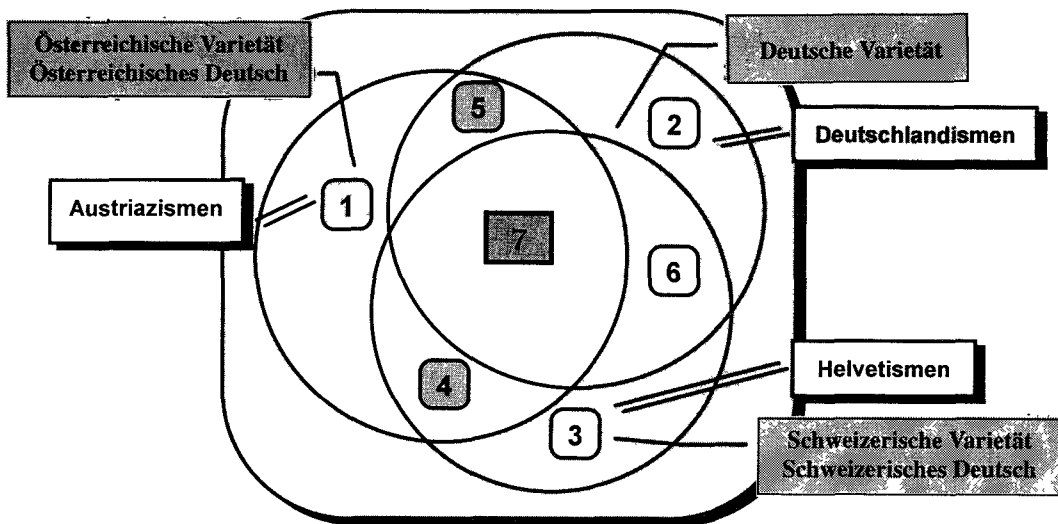 Österreichische Varietät
Österreichisches Deutsch
Deutsche Varietät
5
2
Deutschlandismen
Austriazismen
1
7
6
4
Helvetismen
3
Schweizerische Varietät
Schweizerisches Deutsch